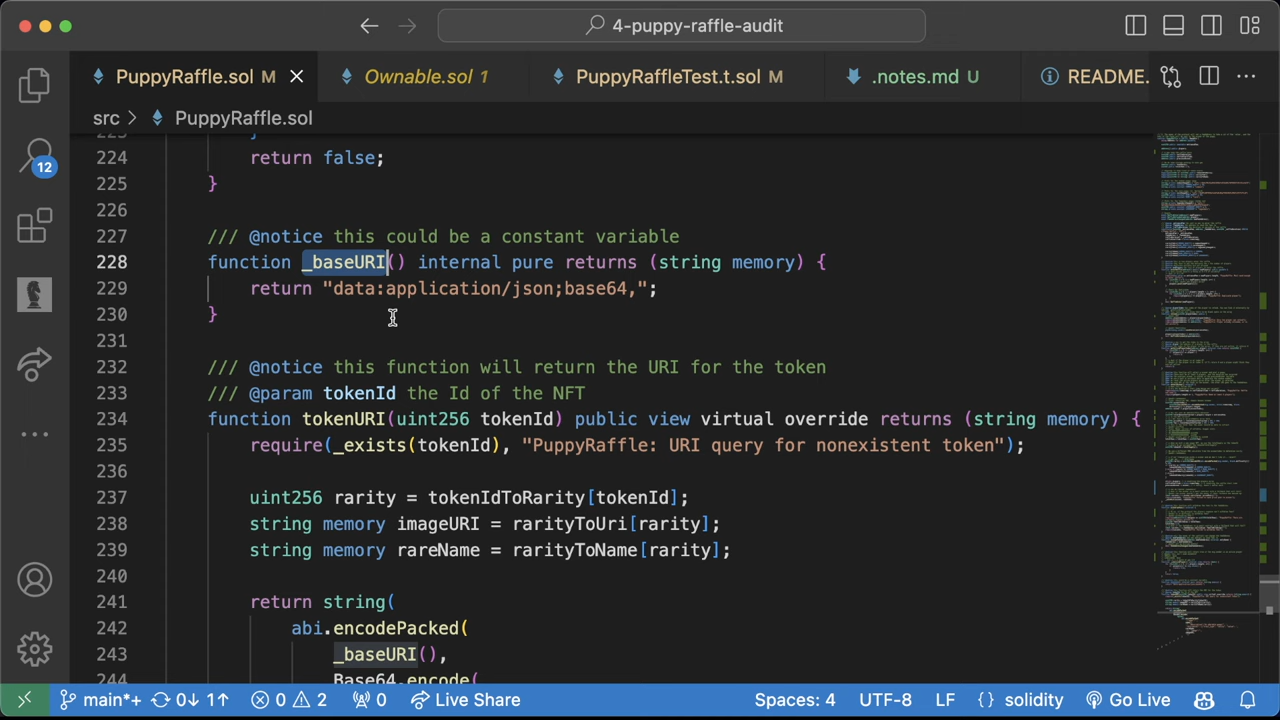 4-puppy-raffle-audit
PuppyRaffle.sol M
Ownable.sol 1
PuppyRaffleTest.t.sol M
.notes.md U
README.
src > PuppyRaffle.sol
12
223 }
224 return false;
225 }
226
227 /// @notice this could be a constant variable
228 function _baseURI() internal pure returns (string memory) {
229 return "data:application/json;base64,";
230 }
231
232 /// @notice this function will return the URI for the token
233 /// @param tokenId the Id of the NFT
234 function tokenURI(uint256 tokenId) public view virtual override returns (string memory) {
235 require(_exists(tokenId), "PuppyRaffle: URI query for nonexistent token");
236
237 uint256 rarity = tokenIdToRarity[tokenId];
238 string memory imageURI = rarityToUri[rarity];
239 string memory rareName = rarityToName[rarity];
240
241 return string(
242 abi.encodePacked(
243 _baseURI(),
244 Base64.encode(
main*+ 0↓ 1↑ 0 2 0 Live Share Spaces: 4 UTF-8 LF {} solidity Go Live